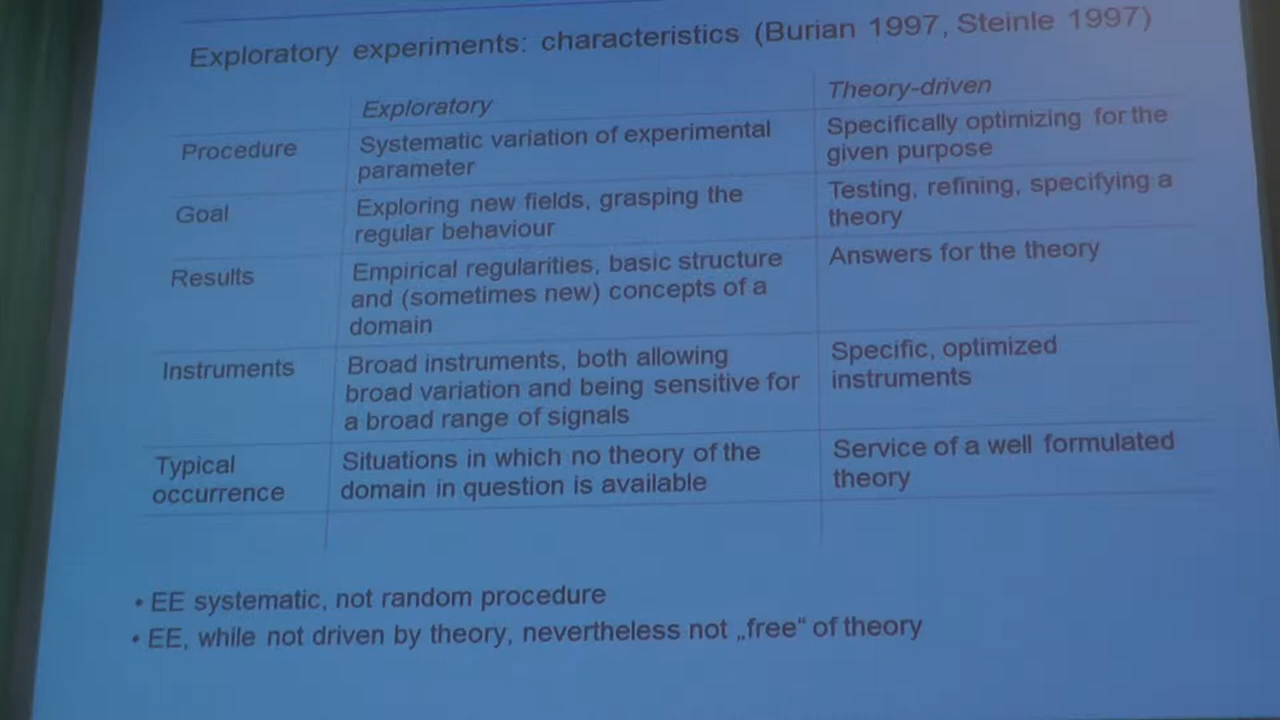 Exploratory experiments: characteristics (Burian 1997, Steinle 1997)
Exploratory
Theory-driven
Procedure
Systematic variation of experimental
parameter
Specifically optimizing for the
given purpose
Goal
Exploring new fields, grasping the
regular behaviour
Testing, refining, specifying a
theory
Results
Empirical regularities, basic structure
and (sometimes new) concepts of a
domain
Answers for the theory
Instruments
Broad instruments, both allowing
broad variation and being sensitive for
a broad range of signals
Specific, optimized
instruments
Typical
occurrence
Situations in which no theory of the
domain in question is available
Service of a well formulated
theory
• EE systematic, not random procedure
• EE, while not driven by theory, nevertheless not „free“ of theory